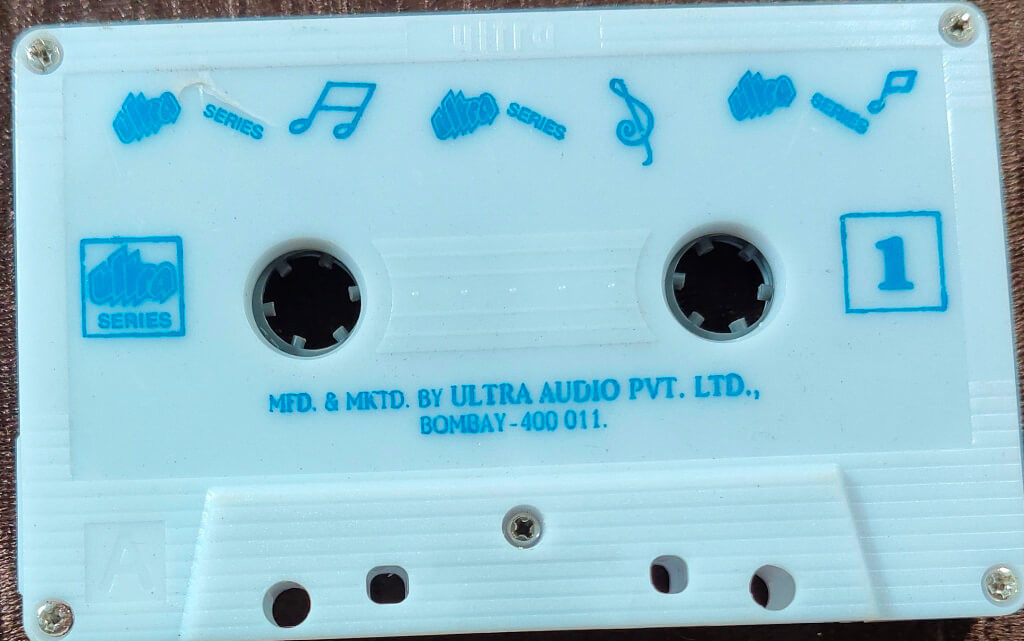 ultra
ultra SERIES ultra SERIES ultra SERIES
ultra
SERIES
1
MFD. & MKTD. BY ULTRA AUDIO PVT. LTD.,
BOMBAY-400 011.
A